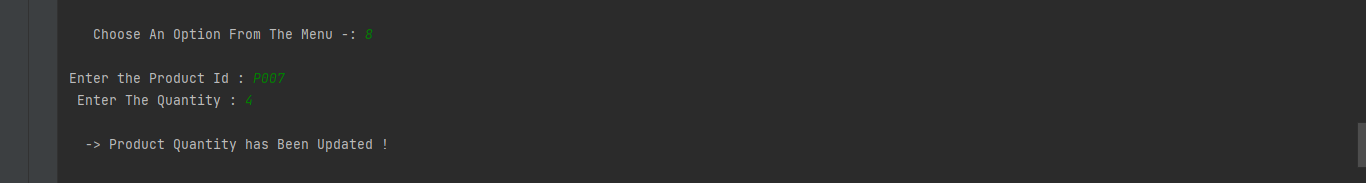 Choose An Option From The Menu -: 8
Enter the Product Id : P007
Enter The Quantity : 4
-> Product Quantity has Been Updated !